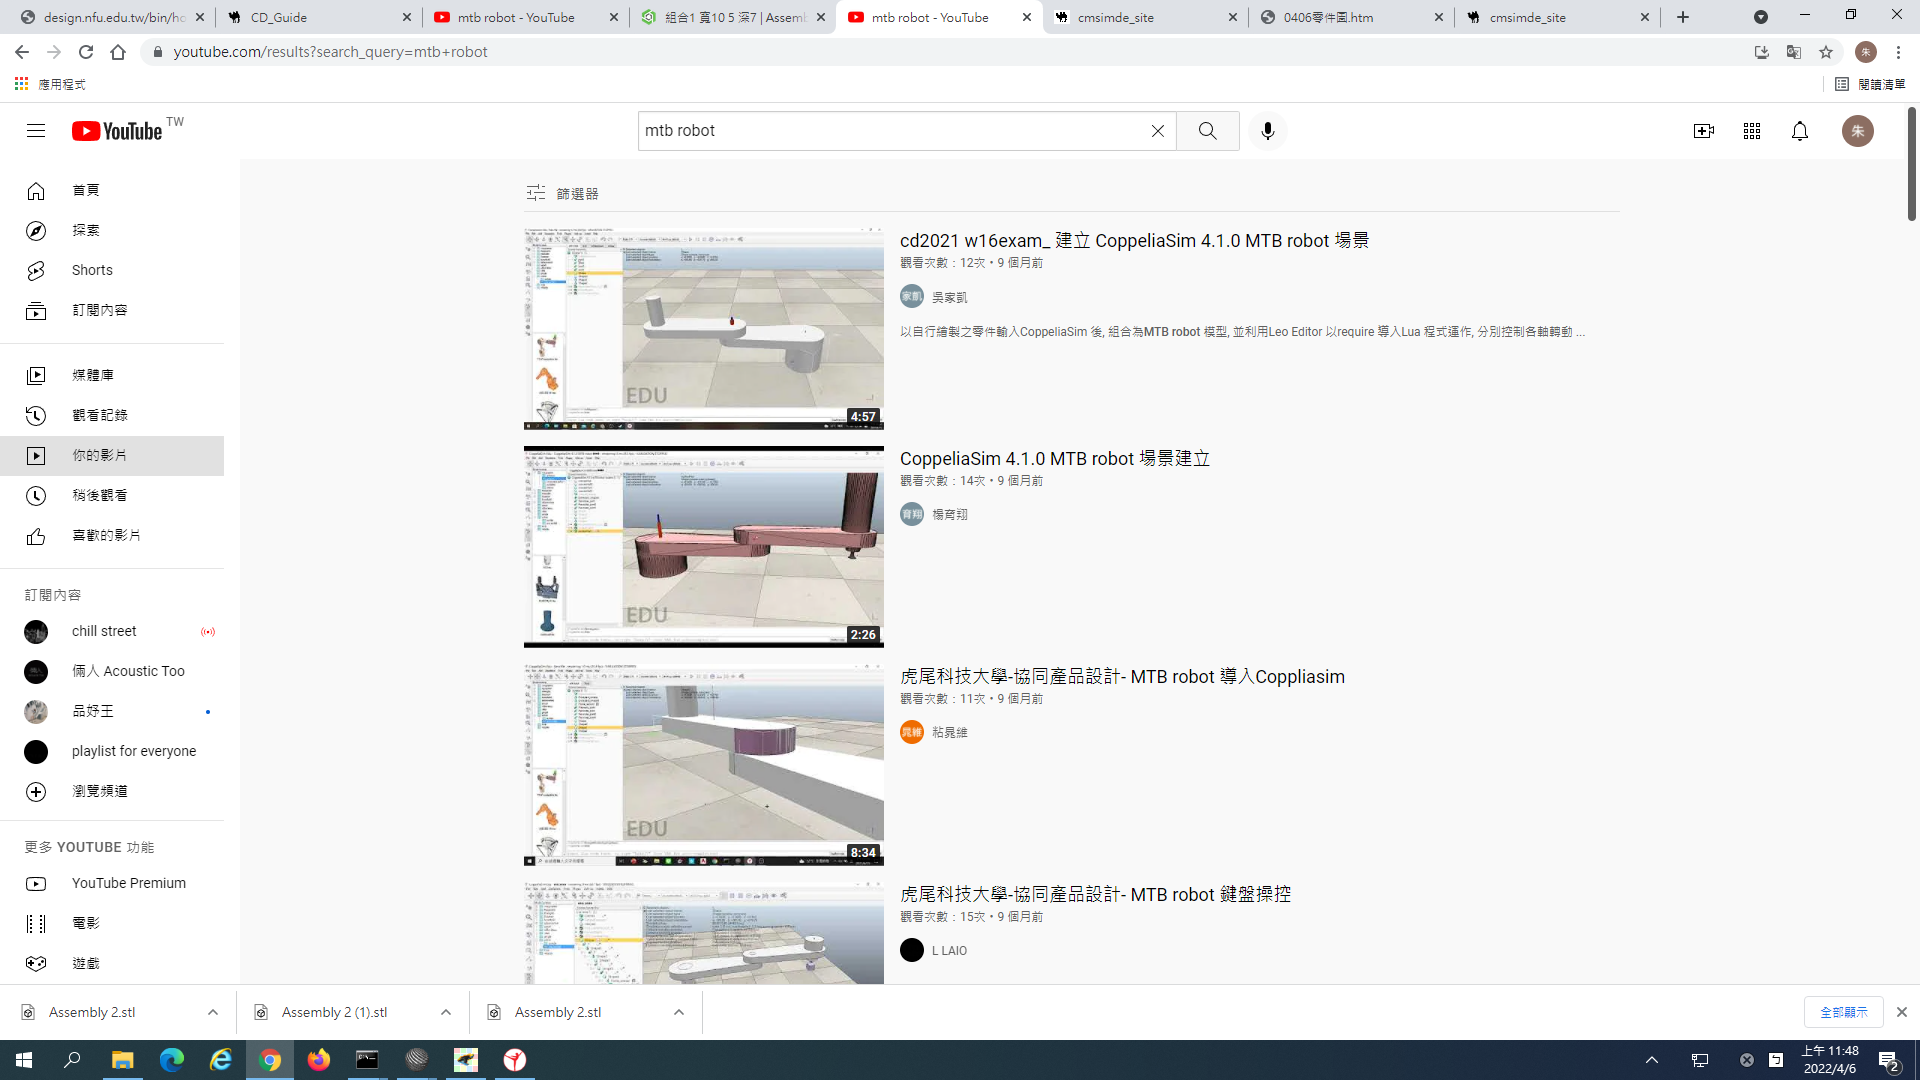 design.nfu.edu.tw/bin/ho
CD_Guide
mtb robot - YouTube
組合1 寬10 5 深7 | Assemb
mtb robot - YouTube
cmsimde_site
0406零件圖.htm
cmsimde_site
youtube.com/results?search_query=mtb+robot
朱
應用程式
閱讀清單
YouTube TW
mtb robot
朱
首頁
探索
Shorts
訂閱內容
媒體庫
觀看記錄
你的影片
稍後觀看
喜歡的影片
訂閱內容
chill street
倆人 Acoustic Too
品妤王
playlist for everyone
瀏覽頻道
更多 YOUTUBE 功能
YouTube Premium
電影
遊戲
篩選器
EDU
4:57
cd2021 w16exam_ 建立 CoppeliaSim 4.1.0 MTB robot 場景
觀看次數：12次・9 個月前
家凱
吳家凱
以自行繪製之零件輸入CoppeliaSim 後, 組合為MTB robot 模型, 並利用Leo Editor 以require 導入Lua 程式運作, 分別控制各軸轉動 ...
EDU
2:26
CoppeliaSim 4.1.0 MTB robot 場景建立
觀看次數：14次・9 個月前
育翔
楊育翔
EDU
8:34
虎尾科技大學-協同產品設計- MTB robot 導入Coppliasim
觀看次數：11次・9 個月前
晁維
粘晁維
虎尾科技大學-協同產品設計- MTB robot 鍵盤操控
觀看次數：15次・9 個月前
L LAIO
Assembly 2.stl
Assembly 2 (1).stl
Assembly 2.stl
全部顯示
上午 11:48
2022/4/6
2